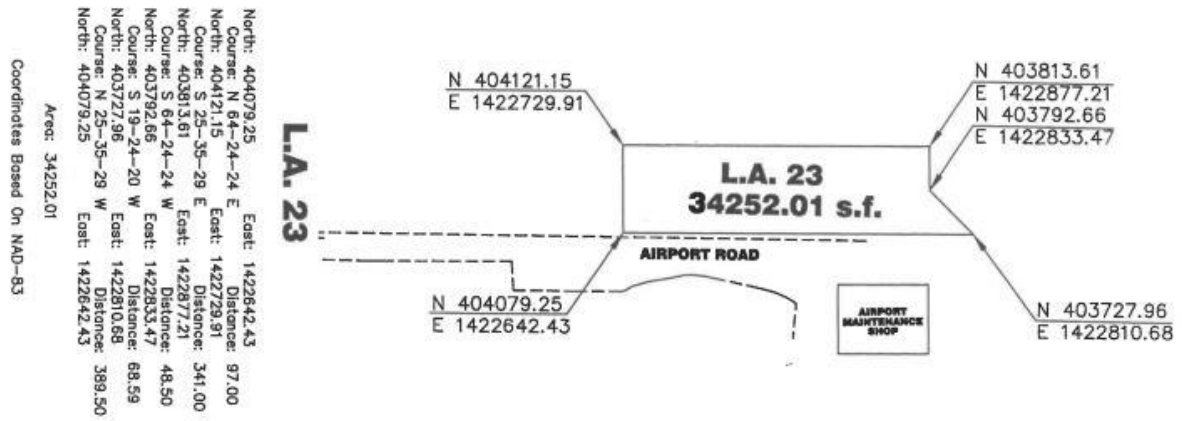 North: 404079.25 East: 1422642.43
Course: N 64-24-24 E Distance: 97.00
North: 404121.15 East: 1422729.91
Course: S 25-35-29 E Distance: 341.00
North: 403813.61 East: 1422877.21
Course: S 64-24-24 W Distance: 48.50
North: 403792.66 East: 1422833.47
Course: S 19-24-20 W Distance: 68.59
North: 403727.96 East: 1422810.68
Course: N 25-35-29 W Distance: 389.50
North: 404079.25 East: 1422642.43
Area: 34252.01
Coordinates Based On NAD-83
L.A. 23
N 404121.15
E 1422729.91
N 403813.61
E 1422877.21
N 403792.66
E 1422833.47
L.A. 23
34252.01 s.f.
AIRPORT ROAD
N 404079.25
E 1422642.43
AIRPORT
MAINTENANCE
SHOP
N 403727.96
E 1422810.68